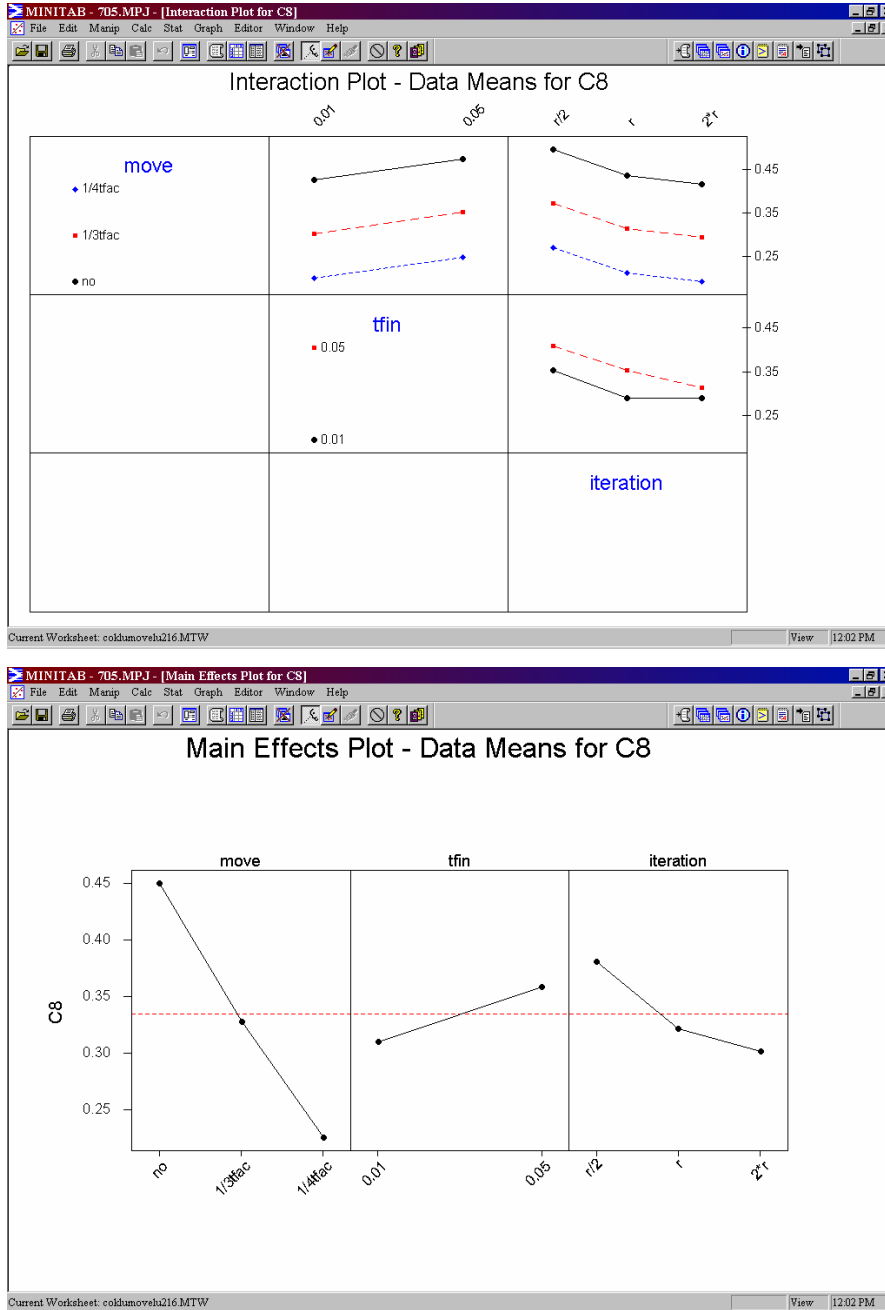 MINITAB - 705.MPJ - [Interaction Plot for C8]
File Edit Manip Calc Stat Graph Editor Window Help
Interaction Plot - Data Means for C8
0.01 0.05 r/2 r 2*r
move
1/4tfac
1/3tfac
no
0.45
0.35
0.25
tfin
0.05
0.01
0.45
0.35
0.25
iteration
Current Worksheet: coklumovelu216.MTW View 12:02 PM
MINITAB - 705.MPJ - [Main Effects Plot for C8]
File Edit Manip Calc Stat Graph Editor Window Help
Main Effects Plot - Data Means for C8
move tfin iteration
0.45
0.40
0.35
0.30
0.25
C8
no 1/3tfac 1/4tfac 0.01 0.05 r/2 r 2*r
Current Worksheet: coklumovelu216.MTW View 12:02 PM